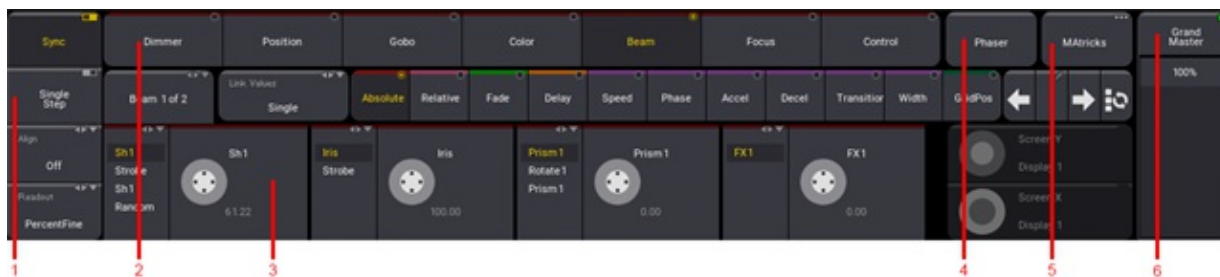 Sync
Dimmer
Position
Gobo
Color
Beam
Focus
Control
Phaser
MAtricks
Grand
Master
Single
Step
Beam 1 of 2
Link Values
Single
Absolute
Relative
Fade
Delay
Speed
Phase
Accel
Decel
Transition
Width
GridPos
100%
Align
Off
Sh1
Strobe
Sh1
Random
Sh1
61.22
Iris
Strobe
Iris
100.00
Prism1
Rotate1
Prism1
Prism1
0.00
FX1
FX1
0.00
Screen Y
Display 1
Readout
PercentFine
Screen X
Display 1
1
2
3
4
5
6